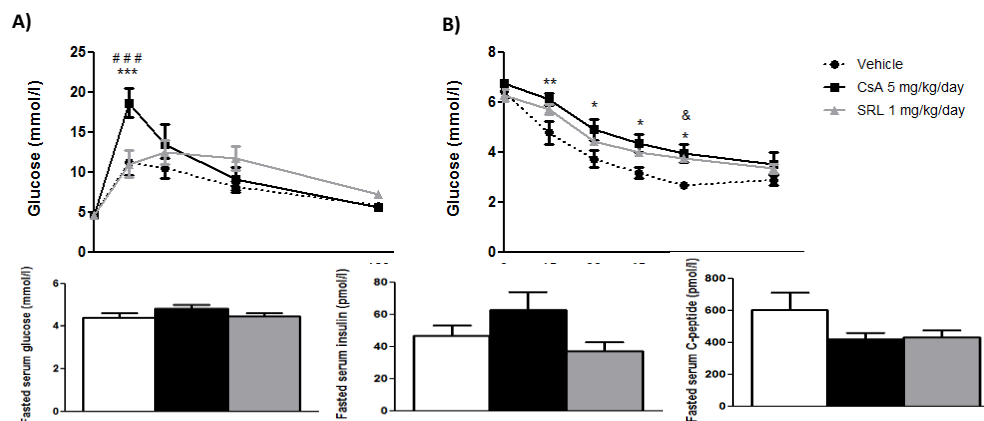 A)
B)
Glucose (mmol/l)
25
20
15
10
5
0
# # #
***
Glucose (mmol/l)
8
6
4
2
0
**
*
*
&
*
Vehicle
CsA 5 mg/kg/day
SRL 1 mg/kg/day
Fasted serum glucose (mmol/l)
6
4
2
0
Fasted serum insulin (pmol/l)
80
60
40
20
0
Fasted serum C-peptide (pmol/l)
800
600
400
200
0